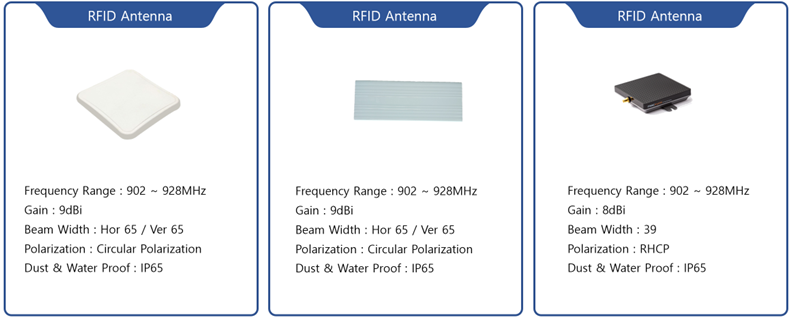 RFID Antenna
Frequency Range : 902 ~ 928MHz
Gain : 9dBi
Beam Width : Hor 65 / Ver 65
Polarization : Circular Polarization
Dust & Water Proof : IP65
RFID Antenna
Frequency Range : 902 ~ 928MHz
Gain : 9dBi
Beam Width : Hor 65 / Ver 65
Polarization : Circular Polarization
Dust & Water Proof : IP65
RFID Antenna
Frequency Range : 902 ~ 928MHz
Gain : 8dBi
Beam Width : 39
Polarization : RHCP
Dust & Water Proof : IP65